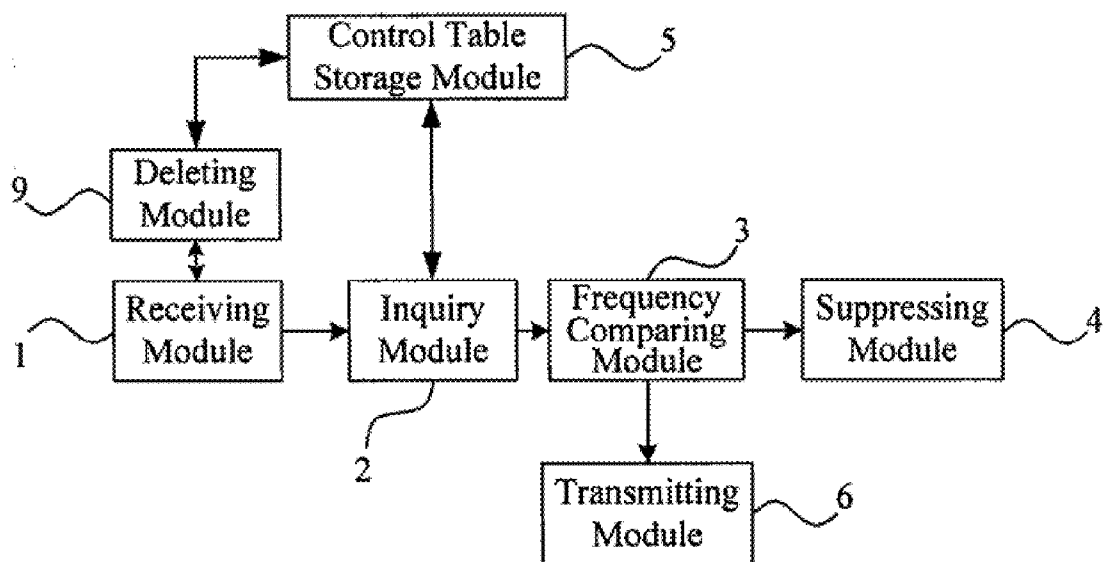 Control Table
Storage Module
5
Deleting
Module
9
3
Receiving
Module
1
Inquiry
Module
2
Frequency
Comparing
Module
Suppressing
Module
4
Transmitting
Module
6